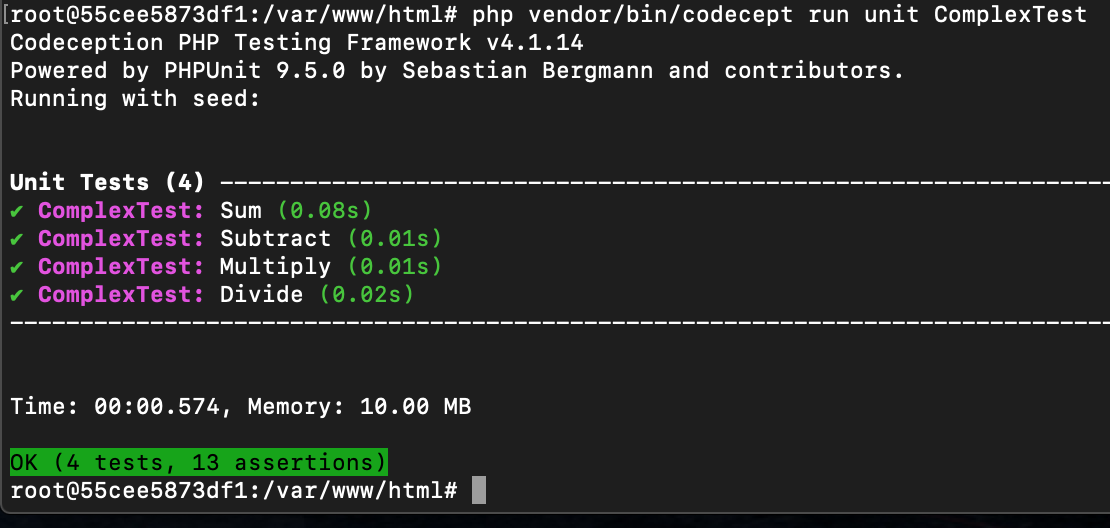 [root@55cee5873df1:/var/www/html# php vendor/bin/codecept run unit ComplexTest
Codeception PHP Testing Framework v4.1.14
Powered by PHPUnit 9.5.0 by Sebastian Bergmann and contributors.
Running with seed:
Unit Tests (4) ----------------------------------------------------------------
✔ ComplexTest: Sum (0.08s)
✔ ComplexTest: Subtract (0.01s)
✔ ComplexTest: Multiply (0.01s)
✔ ComplexTest: Divide (0.02s)
-------------------------------------------------------------------------------
Time: 00:00.574, Memory: 10.00 MB
OK (4 tests, 13 assertions)
root@55cee5873df1:/var/www/html#